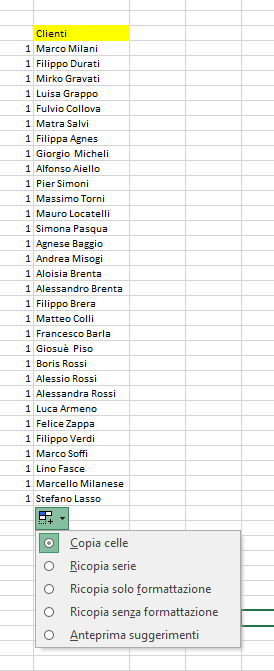 Clienti
1 Marco Milani
1 Filippo Durati
1 Mirko Gravati
1 Luisa Grappo
1 Fulvio Collova
1 Matra Salvi
1 Filippa Agnes
1 Giorgio  Micheli
1 Alfonso Aiello
1 Pier Simoni
1 Massimo Torni
1 Mauro Locatelli
1 Simona Pasqua
1 Agnese Baggio
1 Andrea Misogi
1 Aloisia Brenta
1 Alessandro Brenta
1 Filippo Brera
1 Matteo Colli
1 Francesco Barla
1 Giosuè  Piso
1 Boris Rossi
1 Alessio Rossi
1 Alessandra Rossi
1 Luca Armeno
1 Felice Zappa
1 Filippo Verdi
1 Marco Soffi
1 Lino Fasce
1 Marcello Milanese
1 Stefano Lasso
Copia celle
Ricopia serie
Ricopia solo formattazione
Ricopia senza formattazione
Anteprima suggerimenti